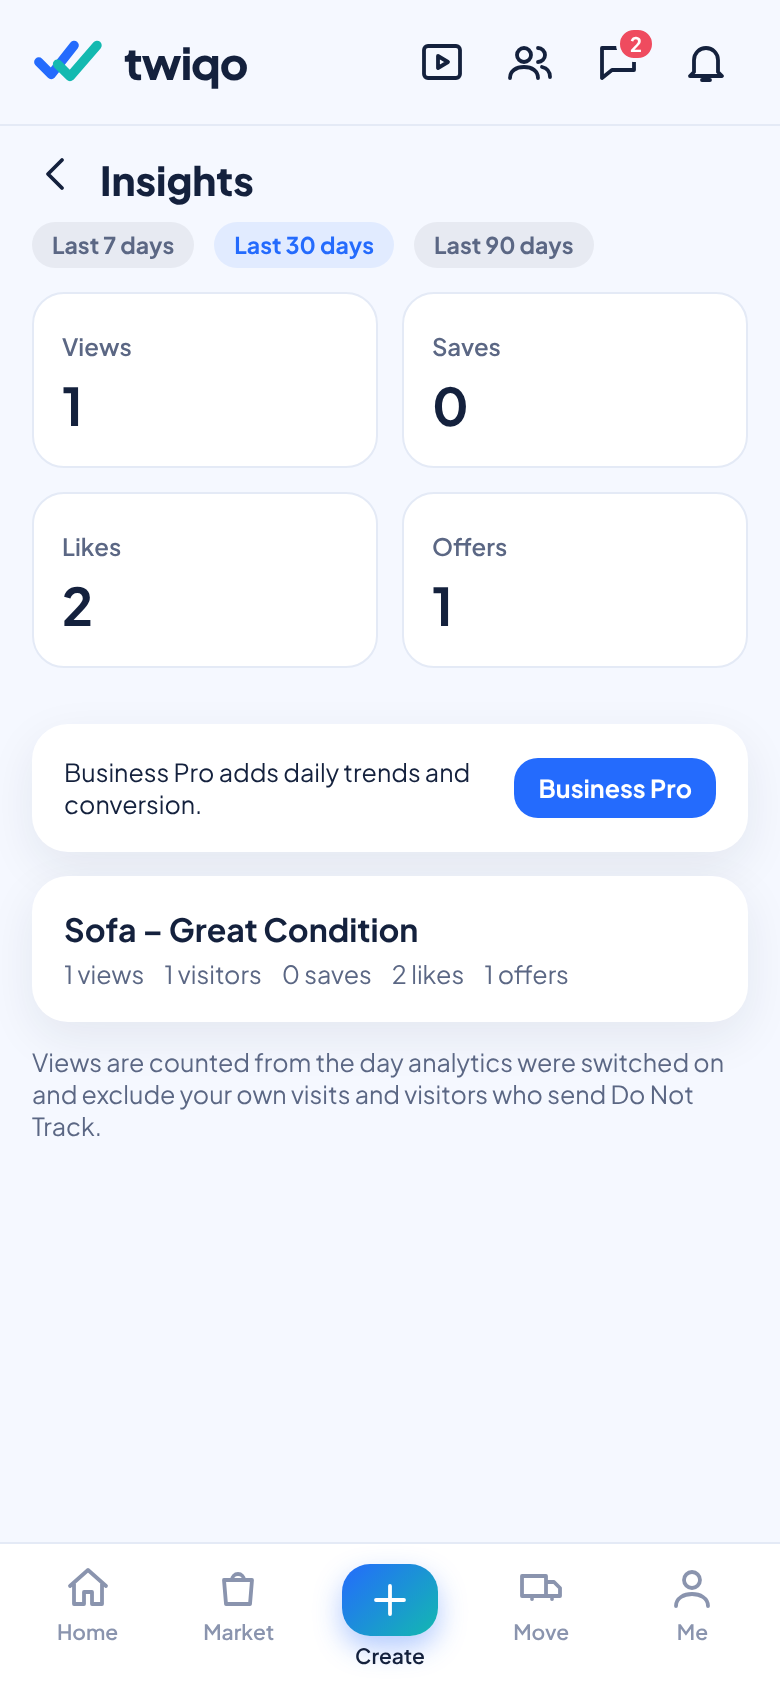 twiqo
2
Insights
Last 7 days
Last 30 days
Last 90 days
Views
1
Saves
0
Likes
2
Offers
1
Business Pro adds daily trends and
conversion.
Business Pro
Sofa – Great Condition
1 views 1 visitors 0 saves 2 likes 1 offers
Views are counted from the day analytics were switched on
and exclude your own visits and visitors who send Do Not
Track.
Home
Market
Create
Move
Me